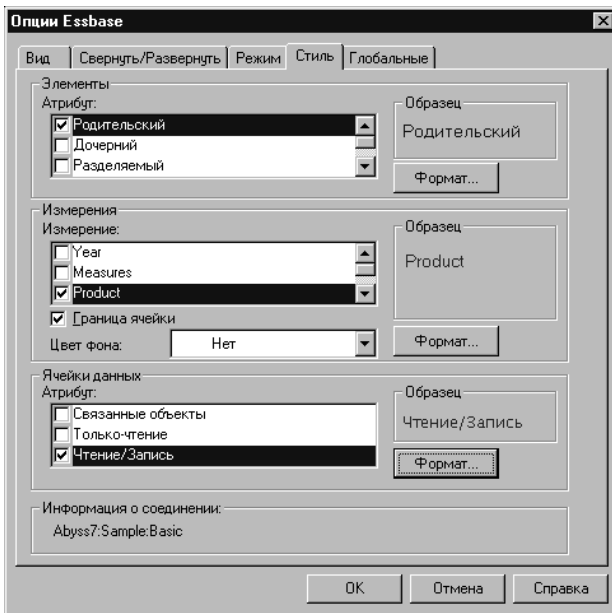 Опции Essbase
Вид Свернуть/Развернуть Режим Стиль Глобальные
Элементы
Атрибут:
Родительский
Дочерний
Разделяемый
Образец
Родительский
Формат...
Измерения
Измерение:
Year
Measures
Product
Граница ячейки
Цвет фона: Нет
Образец
Product
Формат...
Ячейки данных
Атрибут:
Связанные объекты
Только-чтение
Чтение/Запись
Образец
Чтение/Запись
Формат...
Информация о соединении:
Abyss7:Sample:Basic
OK Отмена Справка